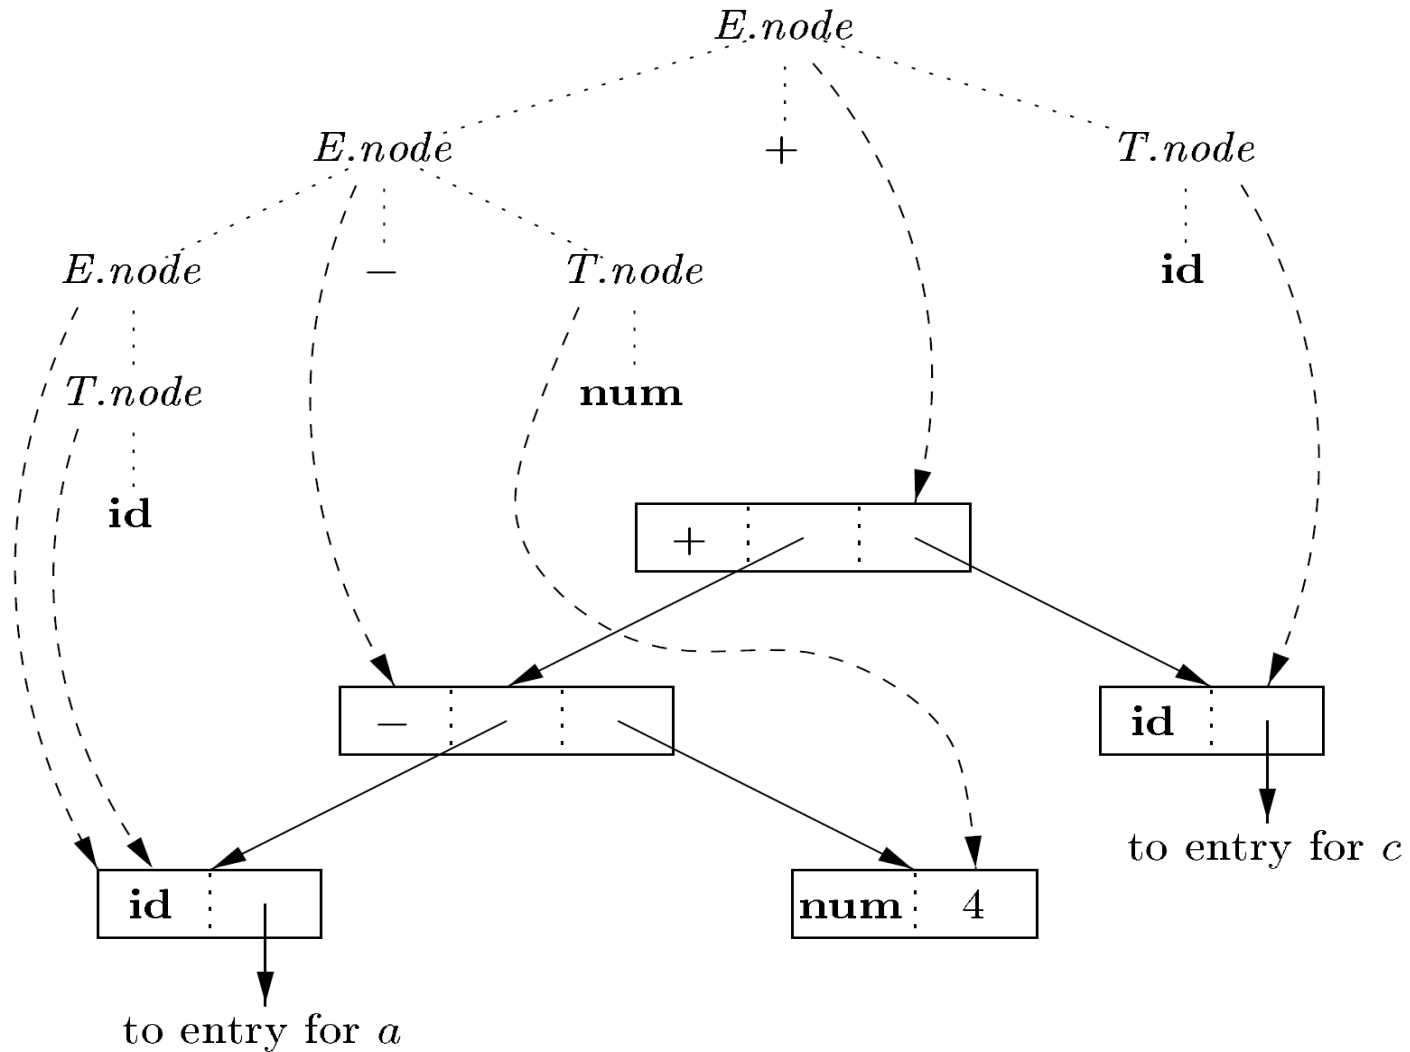 E.node
E.node + T.node
E.node − T.node id
T.node num
id
+
− id
to entry for c
id num 4
to entry for a